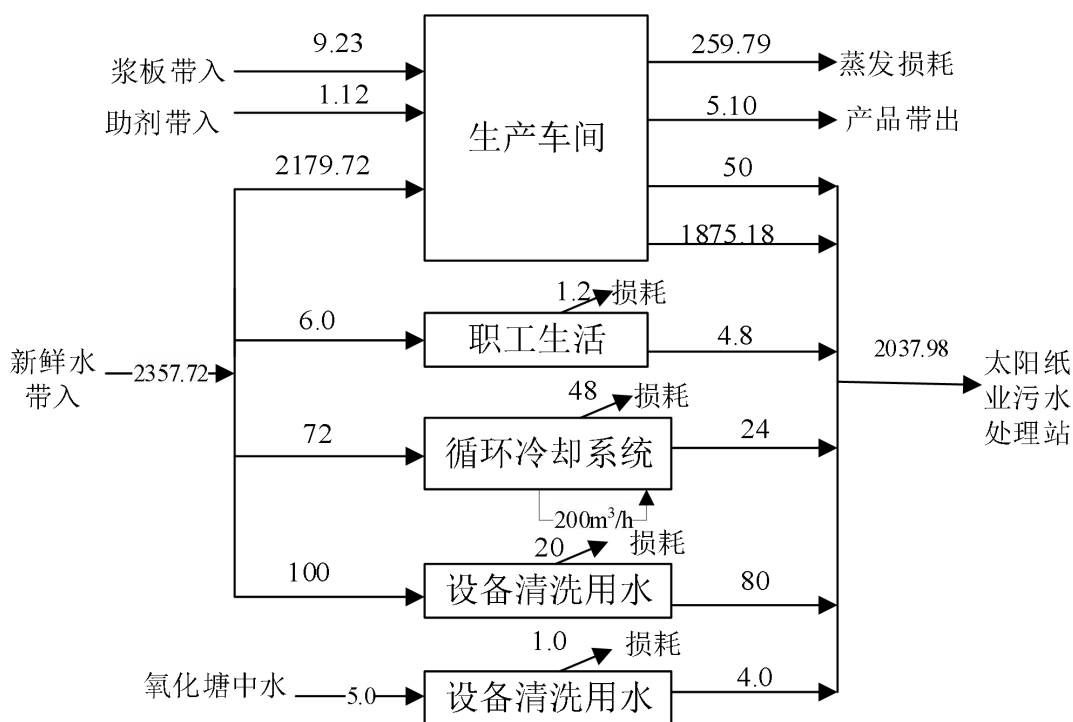 9.23
259.79
浆板带入
蒸发损耗
1.12
5.10
助剂带入
生产车间
产品带出
2179.72
50
1875.18
1.2
损耗
6.0
职工生活
4.8
新鲜水
带入
2357.72
2037.98
太阳纸
业污水
处理站
48
损耗
72
循环冷却系统
24
200m³/h
20
损耗
100
设备清洗用水
80
1.0
损耗
氧化塘中水
5.0
设备清洗用水
4.0